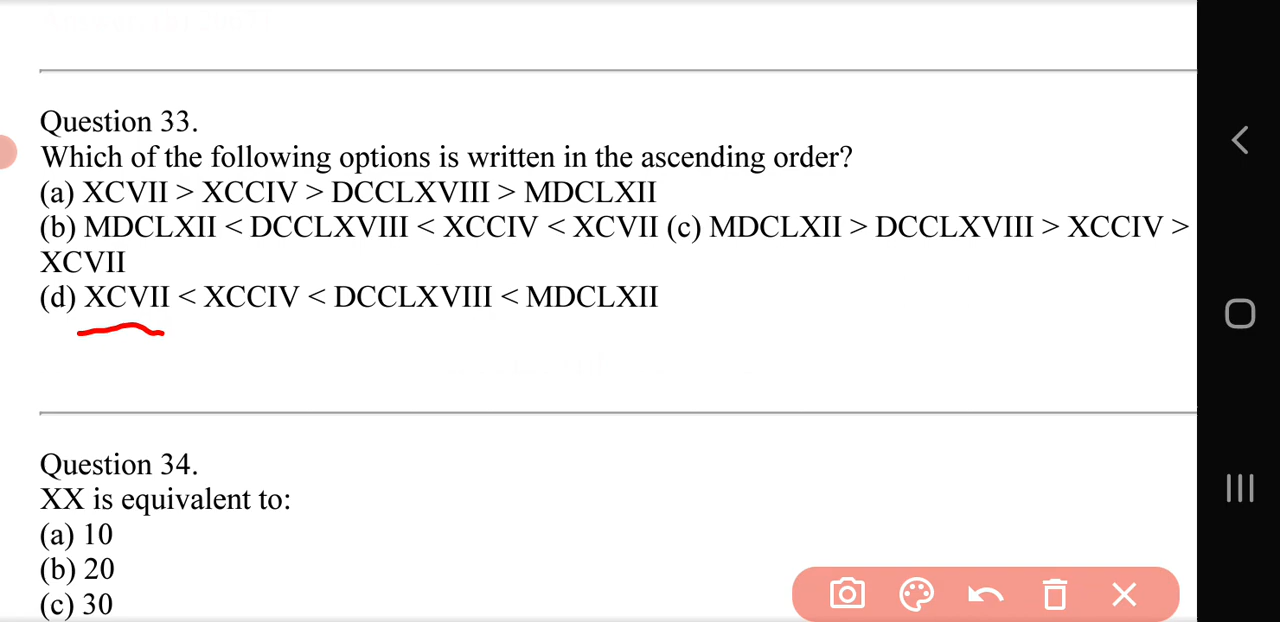 Question 33.
Which of the following options is written in the ascending order?
(a) XCVII > XCCIV > DCCLXVIII > MDCLXII
(b) MDCLXII < DCCLXVIII < XCCIV < XCVII (c) MDCLXII > DCCLXVIII > XCCIV >
XCVII
(d) XCVII < XCCIV < DCCLXVIII < MDCLXII
Question 34.
XX is equivalent to:
(a) 10
(b) 20
(c) 30